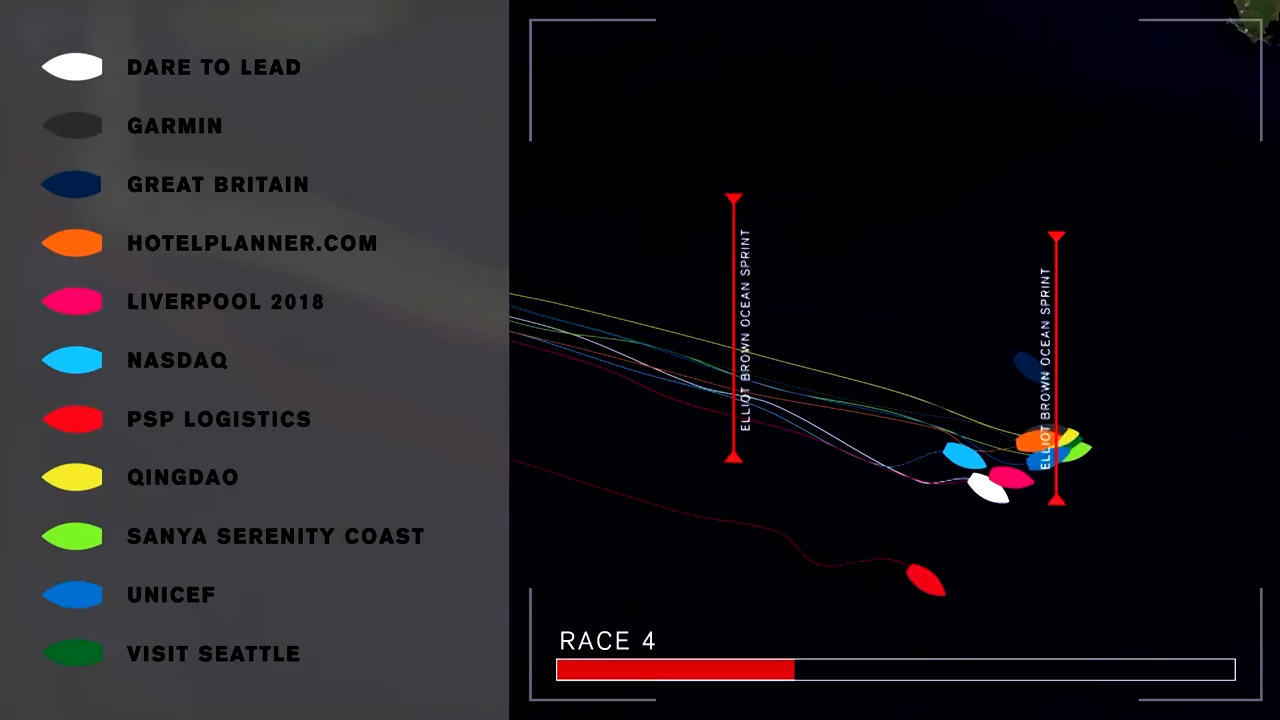 DARE TO LEAD
GARMIN
GREAT BRITAIN
HOTELPLANNER.COM
LIVERPOOL 2018
NASDAQ
PSP LOGISTICS
QINGDAO
SANYA SERENITY COAST
UNICEF
VISIT SEATTLE
ELLIOT BROWN OCEAN SPRINT
ELLIOT BROWN OCEAN SPRINT
RACE 4